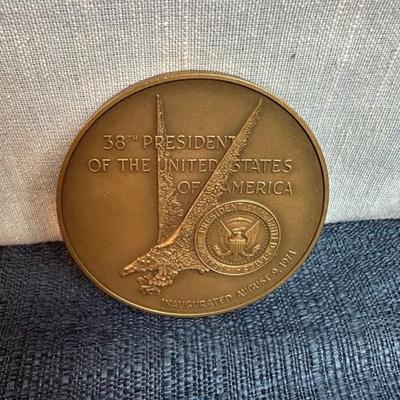 38TH PRESIDENT
OF THE UNITED STATES
OF AMERICA
INAUGURATED AUGUST 9, 1974